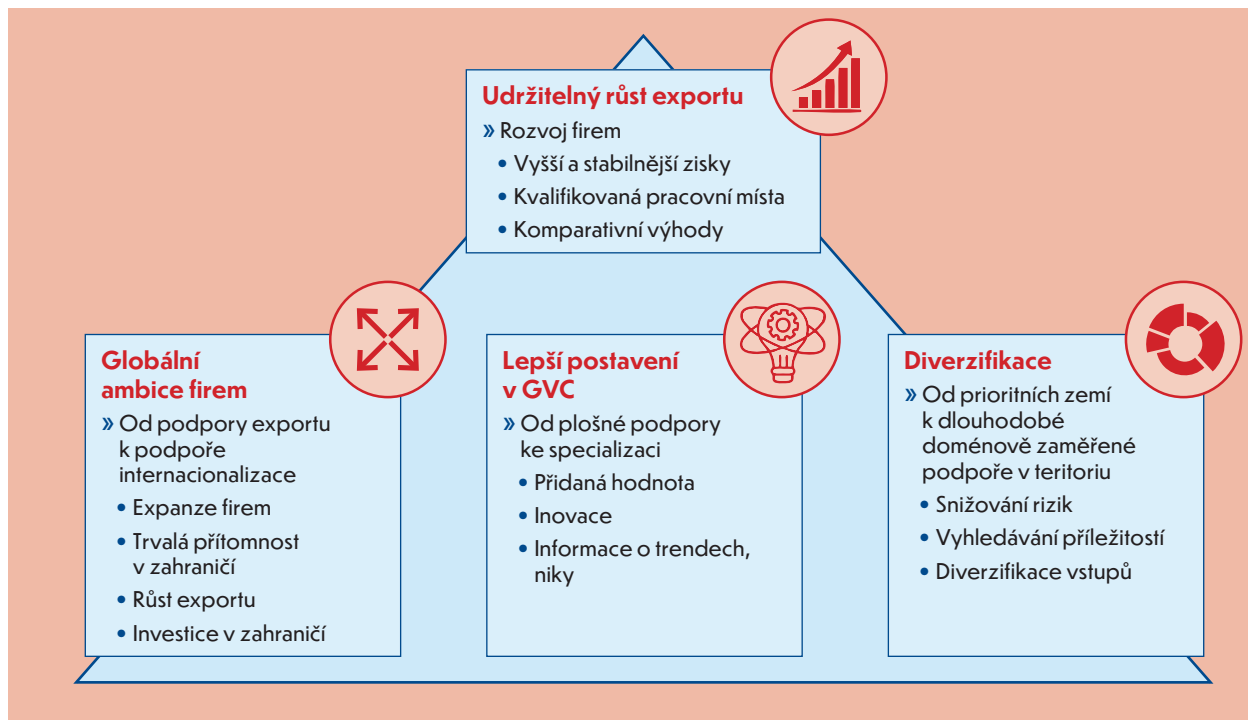 Udržitelný růst exportu
» Rozvoj firem
• Vyšší a stabilnější zisky
• Kvalifikovaná pracovní místa
• Komparativní výhody
Globální
ambice firem
» Od podpory exportu
k podpoře
internacionalizace
• Expanze firem
• Trvalá přítomnost
v zahraničí
• Růst exportu
• Investice v zahraničí
Lepší postavení
v GVC
» Od plošné podpory
ke specializaci
• Přidaná hodnota
• Inovace
• Informace o trendech,
niky
Diverzifikace
» Od prioritních zemí
k dlouhodobé
doménově zaměřené
podpoře v teritoriu
• Snižování rizik
• Vyhledávání příležitostí
• Diverzifikace vstupů